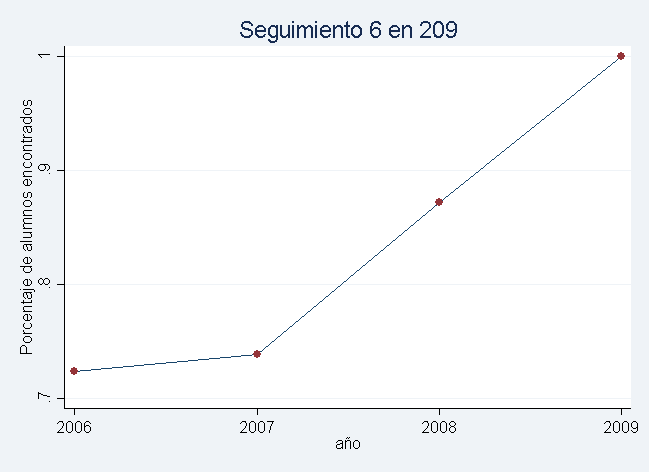 Seguimiento 6 en 209
Porcentaje de alumnos encontrados
1
.9
.8
.7
2006 2007 2008 2009
año